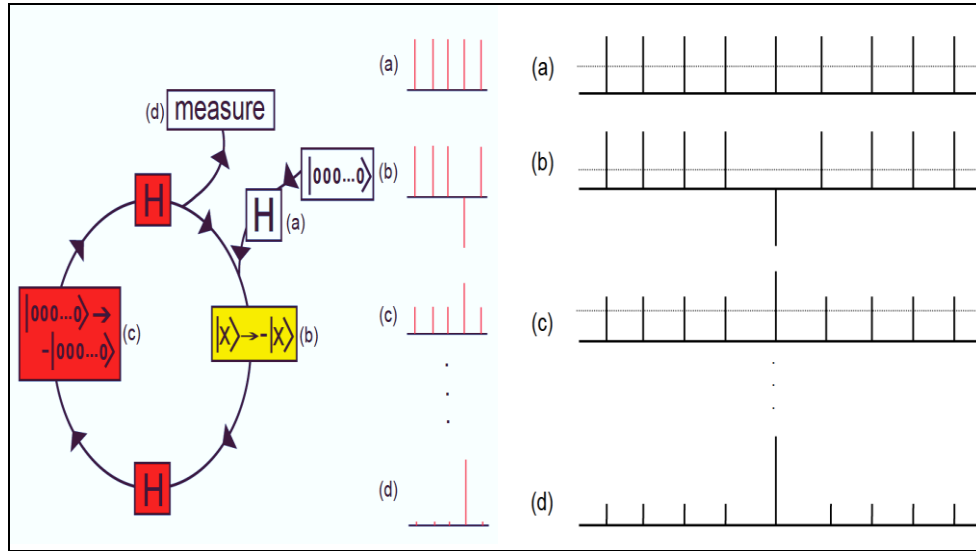 (d) measure
|000...0⟩
H
H
(a)
|000...0⟩→
-|000...0⟩
(c)
|X⟩→-|X⟩ (b)
H
(a)
(b)
(c)
.
.
.
(d)
(a)
(b)
(c)
.
.
.
(d)